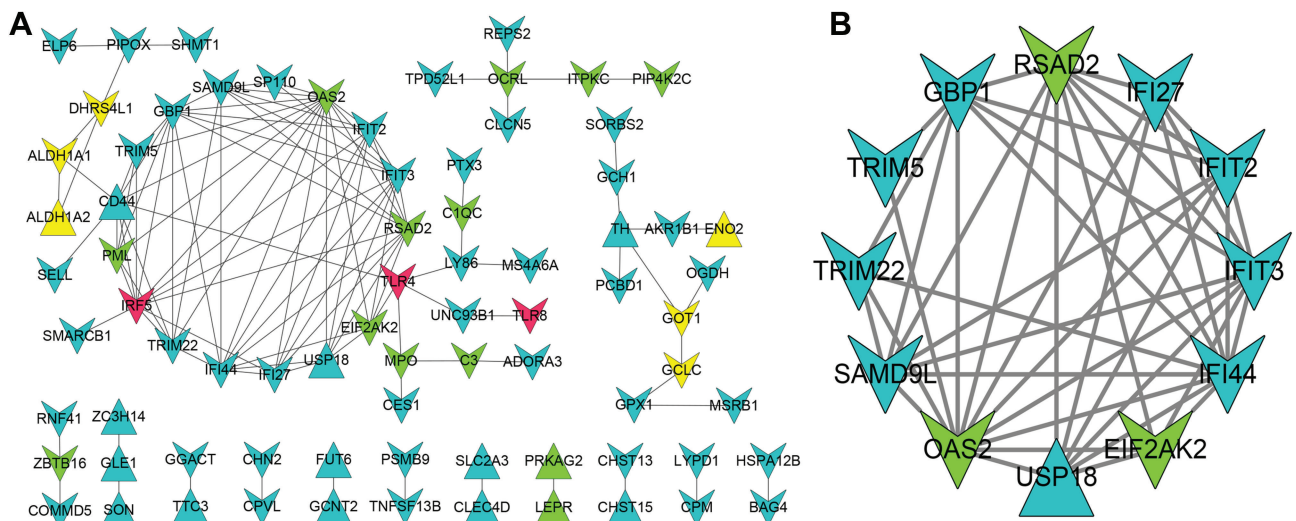 A
B
ELP6 PIPOX SHMT1
REPS2
TPD52L1 OCRL ITPKC PIP4K2C
CLCN5
SORBS2
DHRS4L1
SAMD9L SP110
OAS2
GBP1
IFIT2
TRIM5
IFIT3
ALDH1A1
PTX3
GCH1
CD44
ALDH1A2
C1QC
RSAD2
TH AKR1B1 ENO2
PML
LY86 MS4A6A
OGDH
SELL
TLR4
PCBD1
IRF5
UNC93B1 TLR8
GOT1
SMARCB1
EIF2AK2
TRIM22
IFI44 IFI27 USP18
MPO C3 ADORA3
GCLC
CES1
GPX1 MSRB1
RNF41 ZC3H14
ZBTB16 GLE1 GGACT CHN2 FUT6 PSMB9 SLC2A3 PRKAG2 CHST13 LYPD1 HSPA12B
COMMD5 SON TTC3 CPVL GCNT2 TNFSF13B CLEC4D LEPR CHST15 CPM BAG4
RSAD2
GBP1 IFI27
TRIM5 IFIT2
TRIM22 IFIT3
SAMD9L IFI44
OAS2 EIF2AK2
USP18